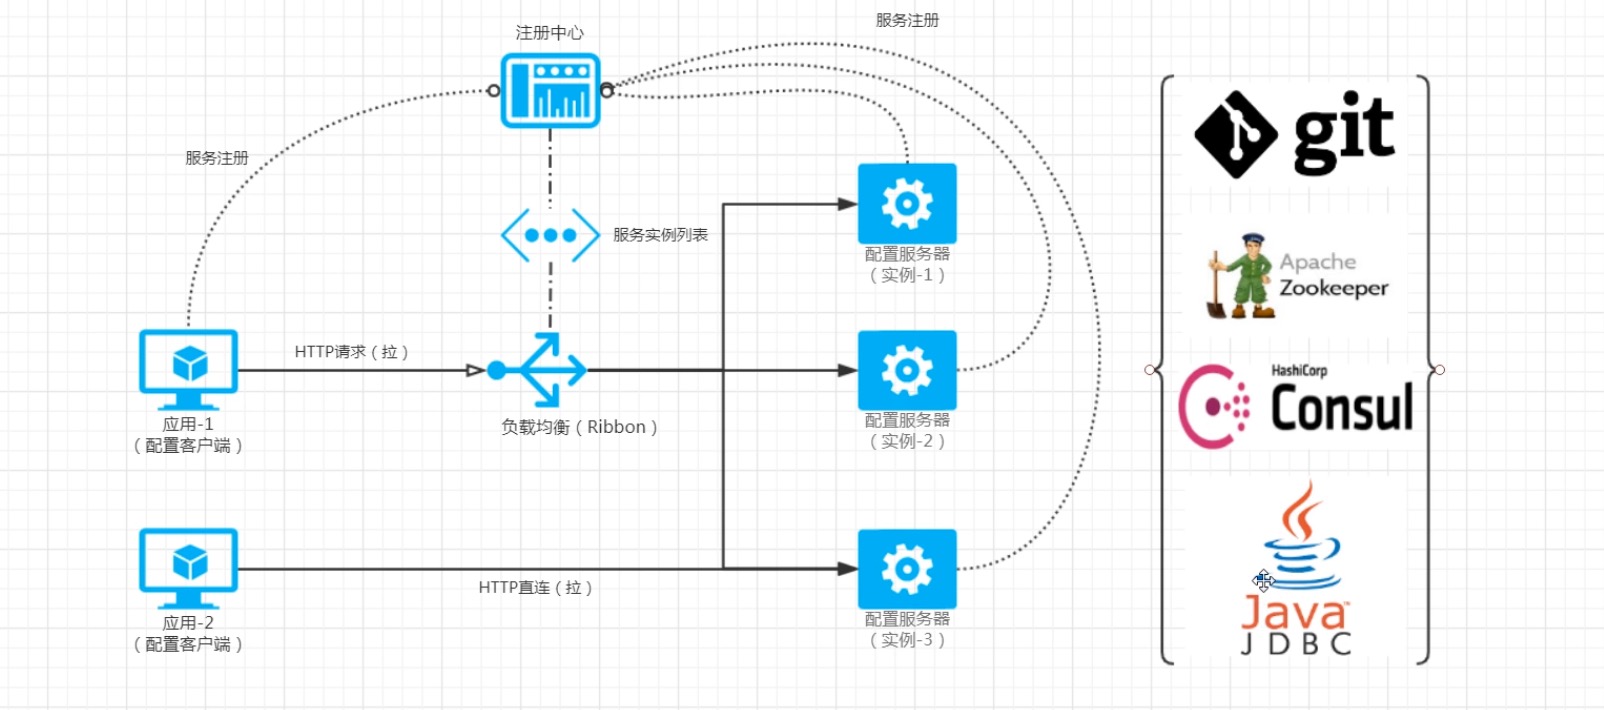 服务注册
注册中心
服务注册
服务实例列表
配置服务器
（实例-1）
HTTP请求（拉）
应用-1
（配置客户端）
负载均衡（Ribbon）
配置服务器
（实例-2）
HTTP直连（拉）
应用-2
（配置客户端）
配置服务器
（实例-3）
git
Apache
Zookeeper
HashiCorp
Consul
Java™
JDBC